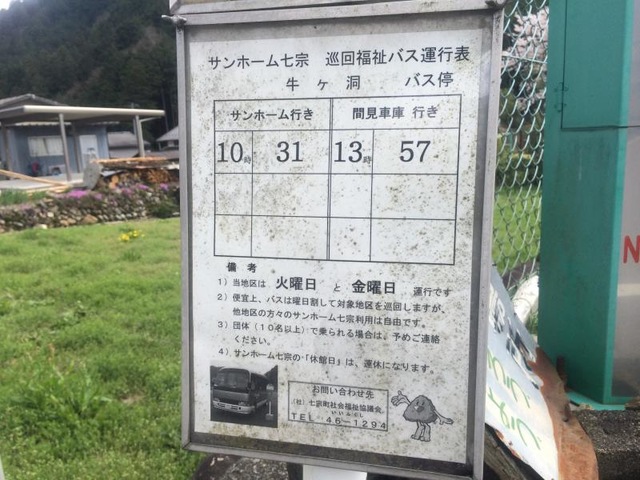 サンホーム七宗　巡回福祉バス運行表
牛ヶ洞　バス停
サンホーム行き　間見車庫 行き
10時 31 13時 57
備 考
1）当地区は 火曜日 と 金曜日 運行です
2）便宜上、バスは曜日割して対象地区を巡回しますが、
他地区の方々のサンホーム七宗利用は自由です。
3）団体（10名以上）で乗られる場合は、予めご連絡
ください。
4）サンホーム七宗の「休館日」は、運休になります。
お問い合わせ先
（社）七宗町社会福祉協議会
TEL 46-1294
N